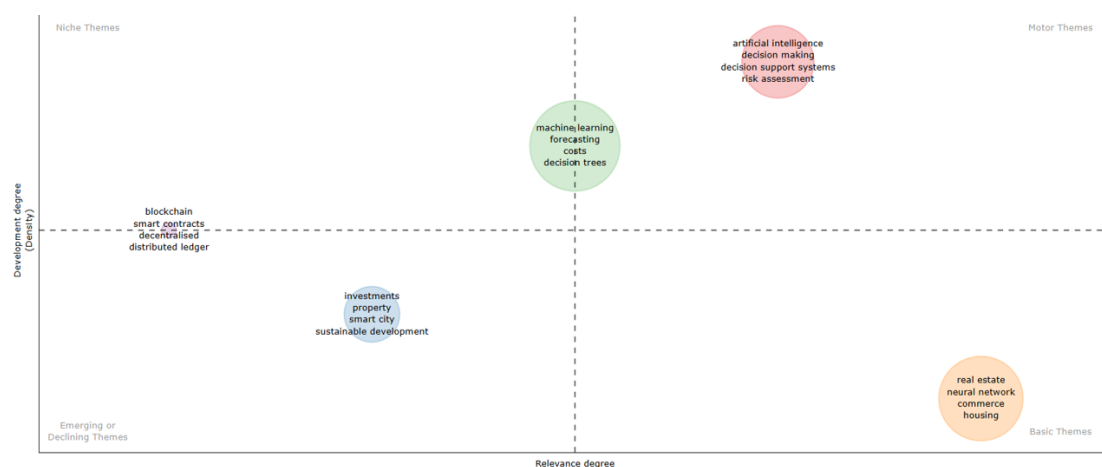 Niche Themes
Motor Themes
artificial intelligence
decision making
decision support systems
risk assessment
machine learning
forecasting
costs
decision trees
blockchain
smart contracts
decentralised
distributed ledger
Development degree
(Density)
investments
property
smart city
sustainable development
real estate
neural network
commerce
housing
Emerging or
Declining Themes
Basic Themes
Relevance degree